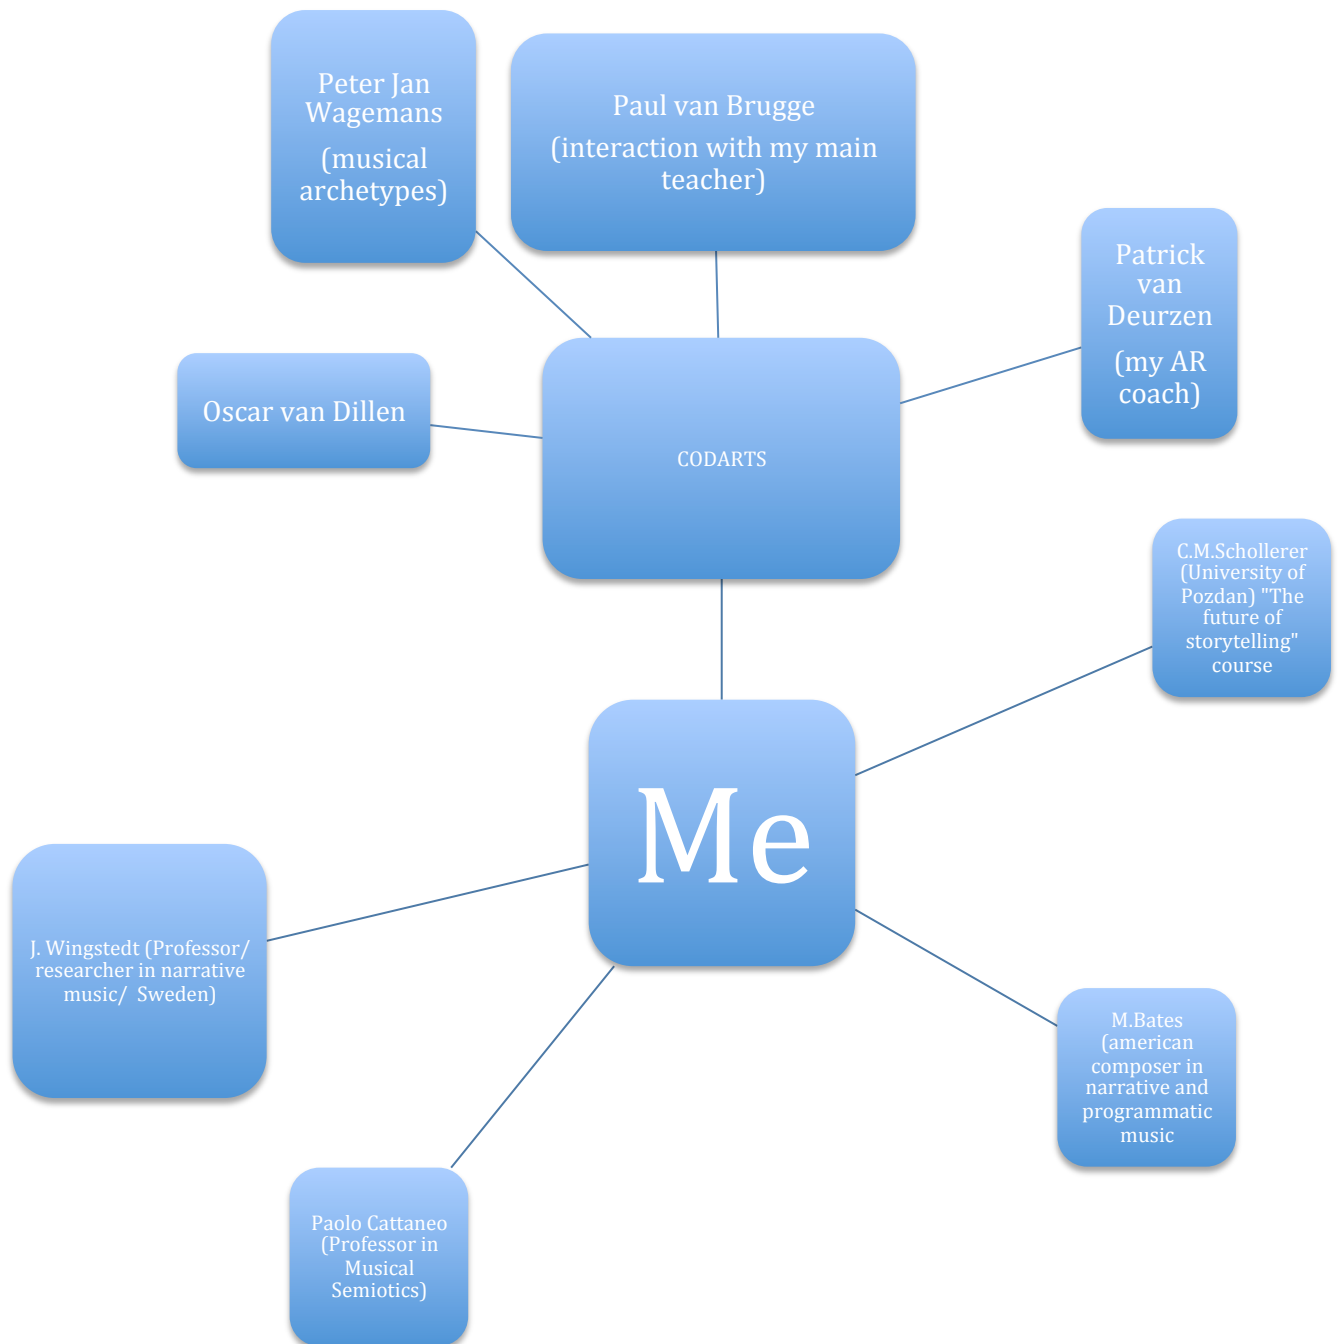 Peter Jan
Wagemans
(musical
archetypes)
Paul van Brugge
(interaction with my main
teacher)
Patrick
van
Deurzen
(my AR
coach)
Oscar van Dillen
CODARTS
C.M.Schollerer
(University of
Pozdan) "The
future of
storytelling"
course
Me
J. Wingstedt (Professor/
researcher in narrative
music/ Sweden)
M.Bates
(american
composer in
narrative and
programmatic
music
Paolo Cattaneo
(Professor in
Musical
Semiotics)